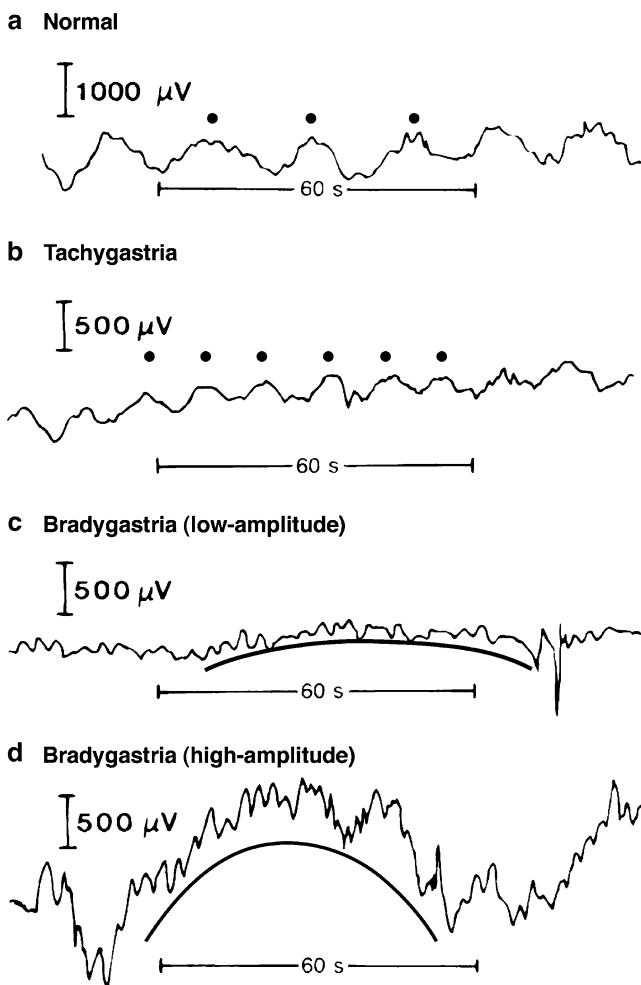 a Normal
1000 µV
60 s
b Tachygastria
500 µV
60 s
c Bradygastria (low-amplitude)
500 µV
60 s
d Bradygastria (high-amplitude)
500 µV
60 s